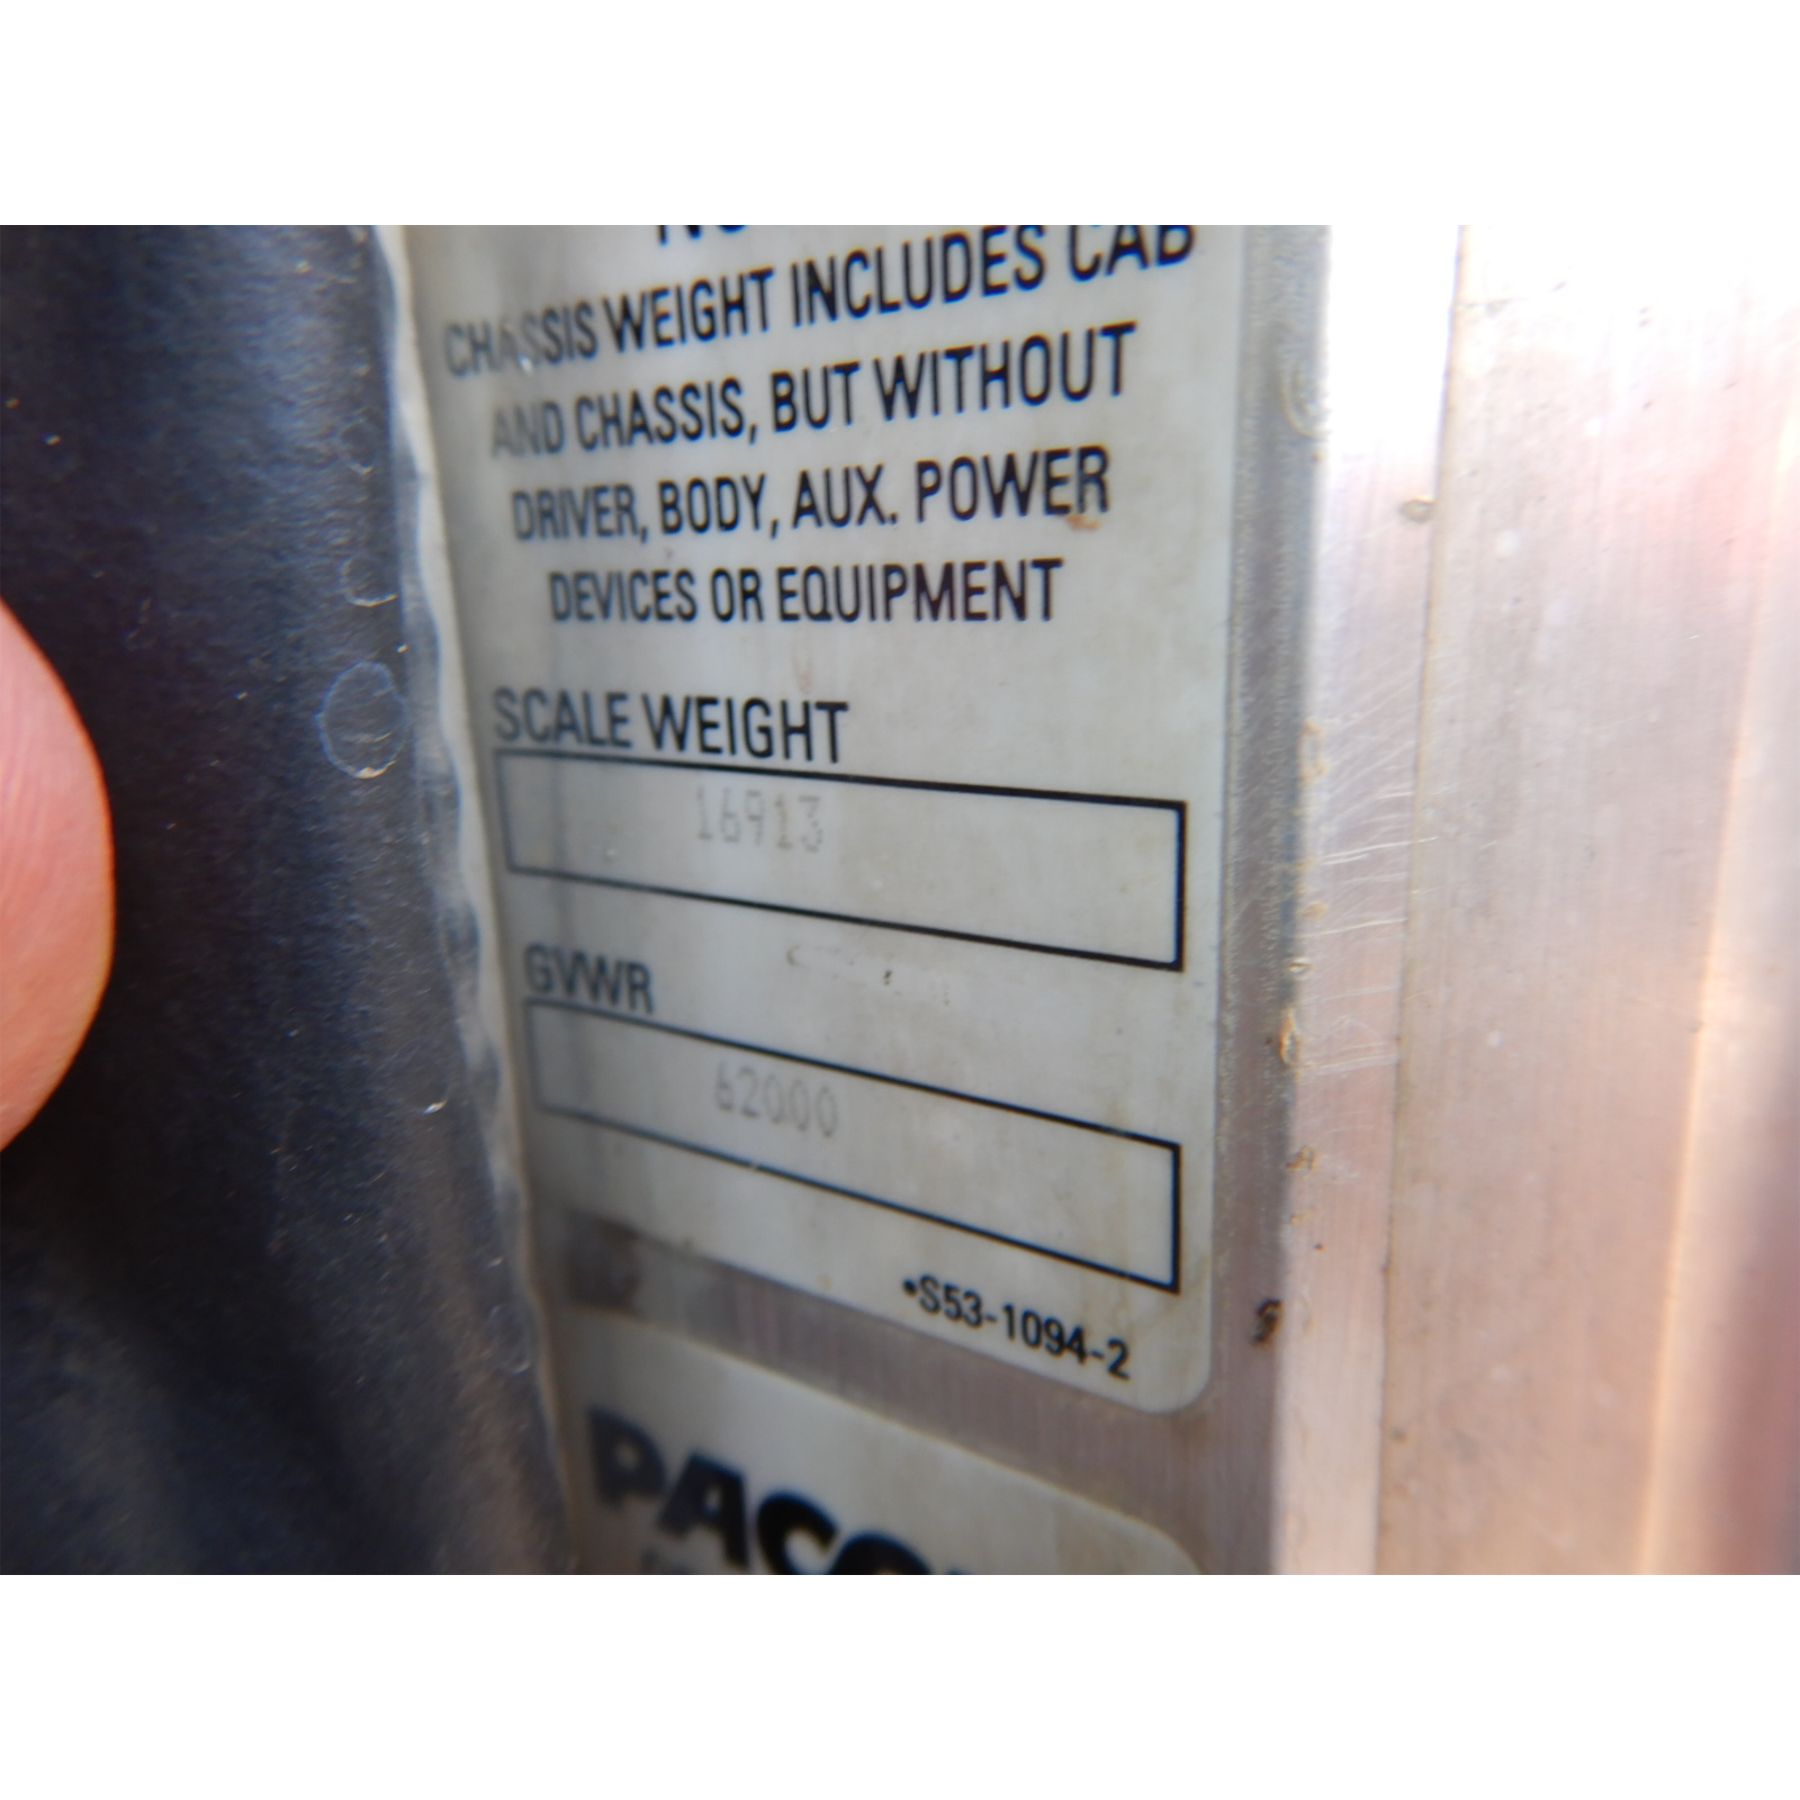 CHASSIS WEIGHT INCLUDES CAB
AND CHASSIS, BUT WITHOUT
DRIVER, BODY, AUX. POWER
DEVICES OR EQUIPMENT
SCALE WEIGHT
16913
GVWR
62000
•S53-1094-2